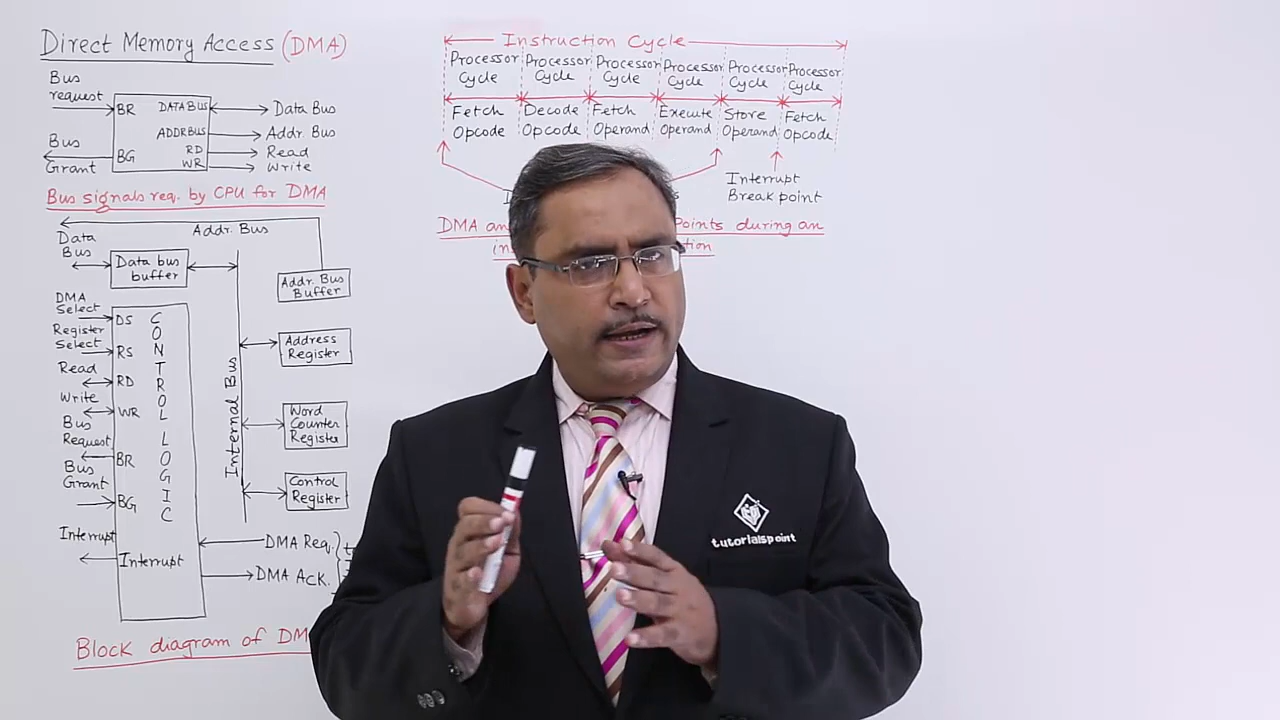 Direct Memory Access (DMA)
Bus
request
BR
DATA BUS
Data Bus
ADDR BUS
Addr. Bus
Bus
Grant
BG
RD
Read
WR
Write
Bus signals req. by CPU for DMA
Addr. Bus
Data
Bus
Data bus
buffer
Addr. Bus
Buffer
DMA
Select
DS
Register
Select
RS
Read
RD
Write
WR
Bus
Request
BR
Bus
Grant
BG
Interrupt
Interrupt
CONTROL LOGIC
Internal Bus
Address
Register
Word
Counter
Register
Control
Register
DMA Req.
DMA ACK.
Block diagram of
Instruction Cycle
Processor Cycle
Processor Cycle
Processor Cycle
Processor Cycle
Processor Cycle
Processor Cycle
Fetch Opcode
Decode Opcode
Fetch Operand
Execute Operand
Store Operand
Fetch Opcode
Interrupt
Break point
DMA
Points during an
tutorialspoint